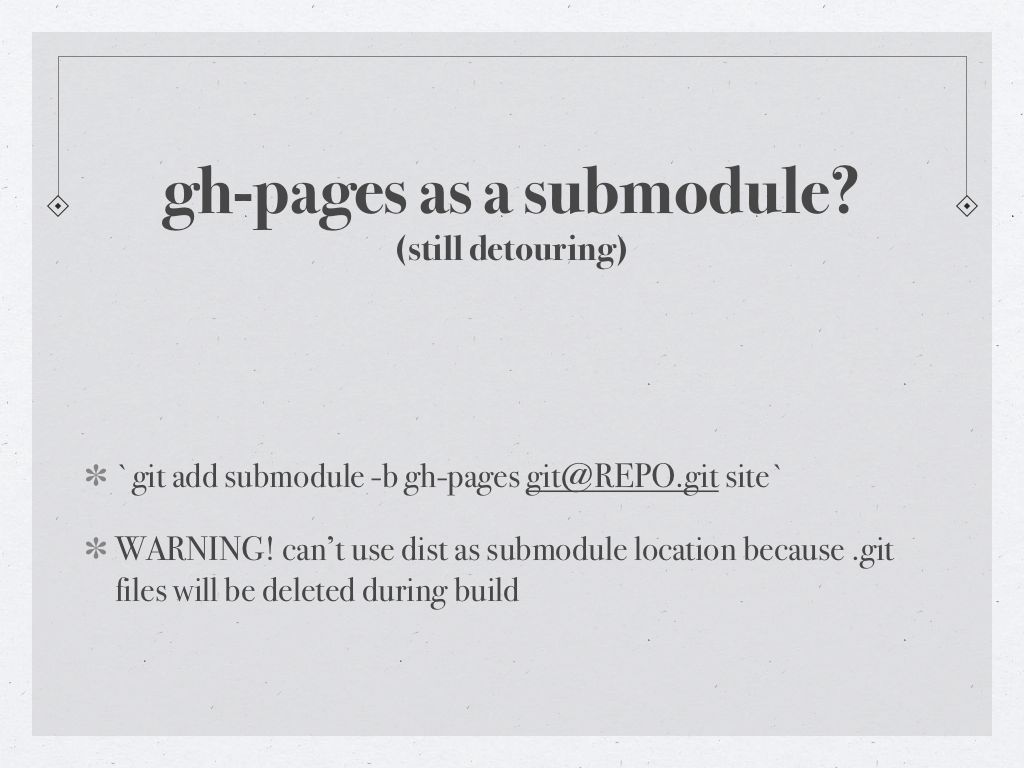 gh-pages as a submodule?
(still detouring)
`git add submodule -b gh-pages git@REPO.git site`
WARNING! can’t use dist as submodule location because .git
files will be deleted during build